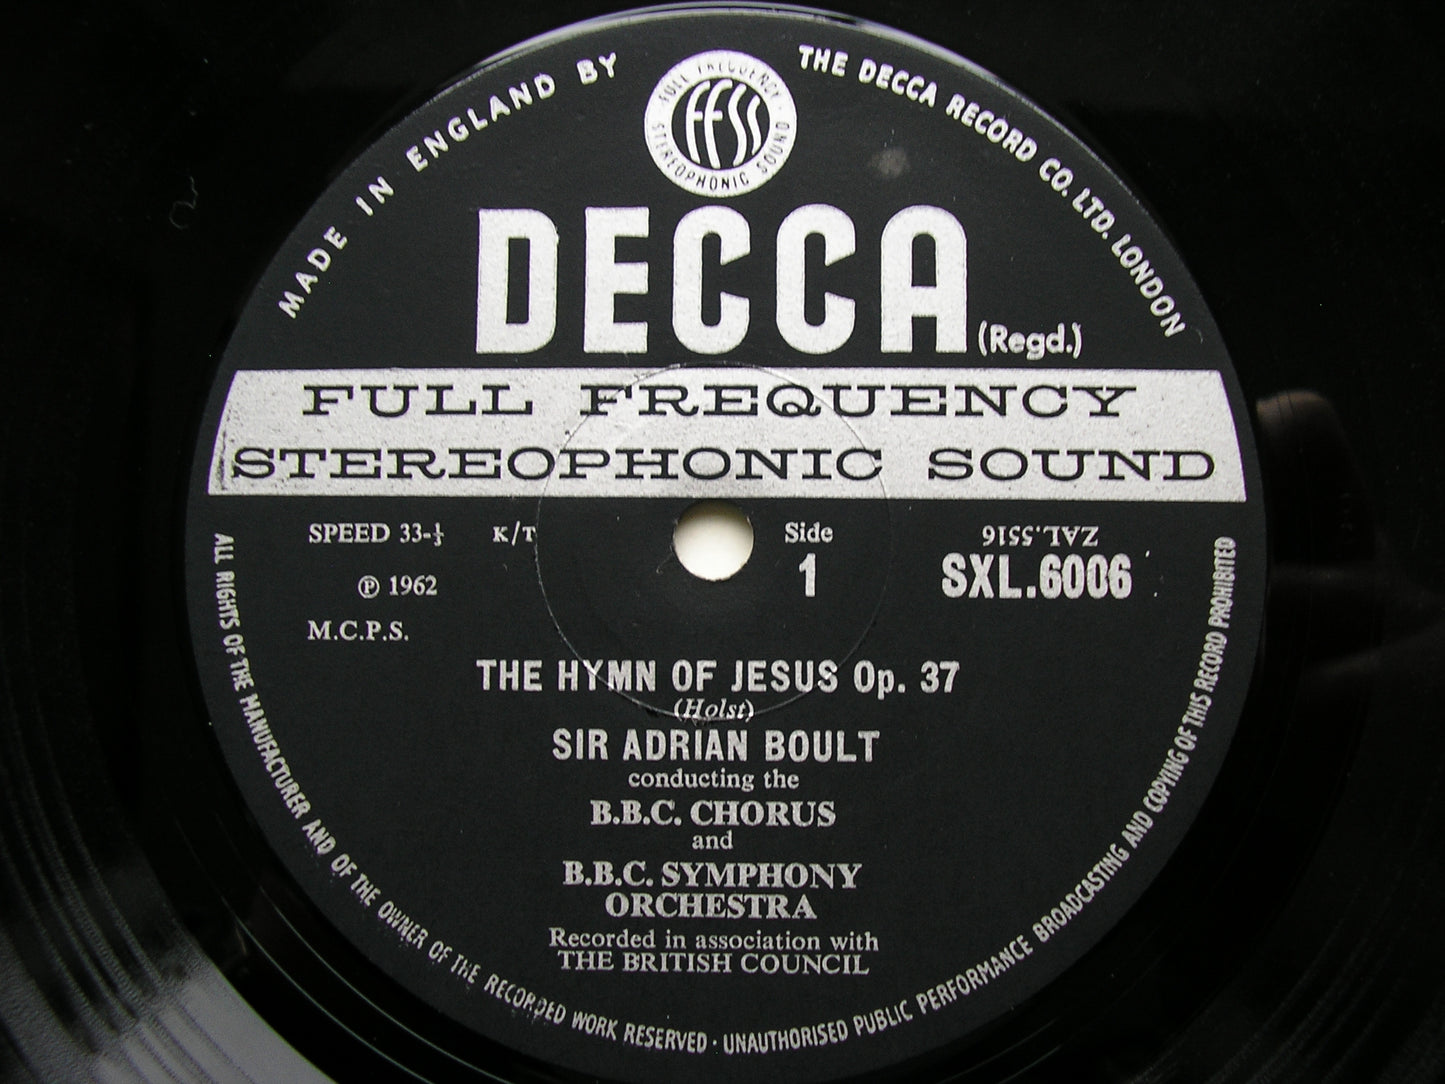 MADE IN ENGLAND BY
THE DECCA RECORD CO. LTD. LONDON
FULL FREQUENCY
FFSS
STEREOPHONIC SOUND
DECCA (Regd.)
FULL FREQUENCY
STEREOPHONIC SOUND
SPEED 33-⅓ K/T Side ZAL.5516
℗ 1962 1 SXL.6006
M.C.P.S.
THE HYMN OF JESUS Op. 37
(Holst)
SIR ADRIAN BOULT
conducting the
B.B.C. CHORUS
and
B.B.C. SYMPHONY
ORCHESTRA
Recorded in association with
THE BRITISH COUNCIL
ALL RIGHTS OF THE MANUFACTURER AND OF THE OWNER OF THE RECORDED WORK RESERVED · UNAUTHORISED PUBLIC PERFORMANCE BROADCASTING AND COPYING OF THIS RECORD PROHIBITED